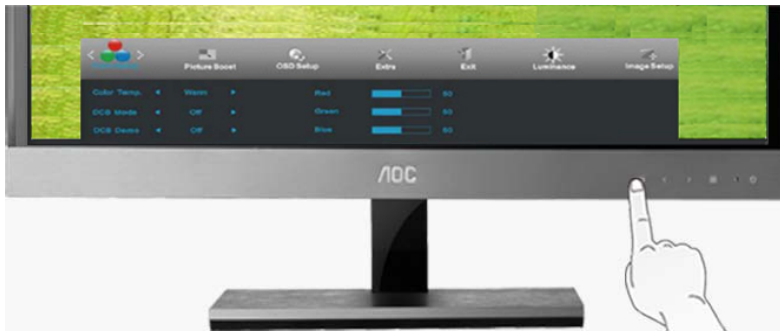 Picture Boost OSD Setup Extra Exit Luminance Image Setup
Color Temp. Warm Red 50
DCB Mode Off Green 50
DCB Demo Off Blue 50
AOC